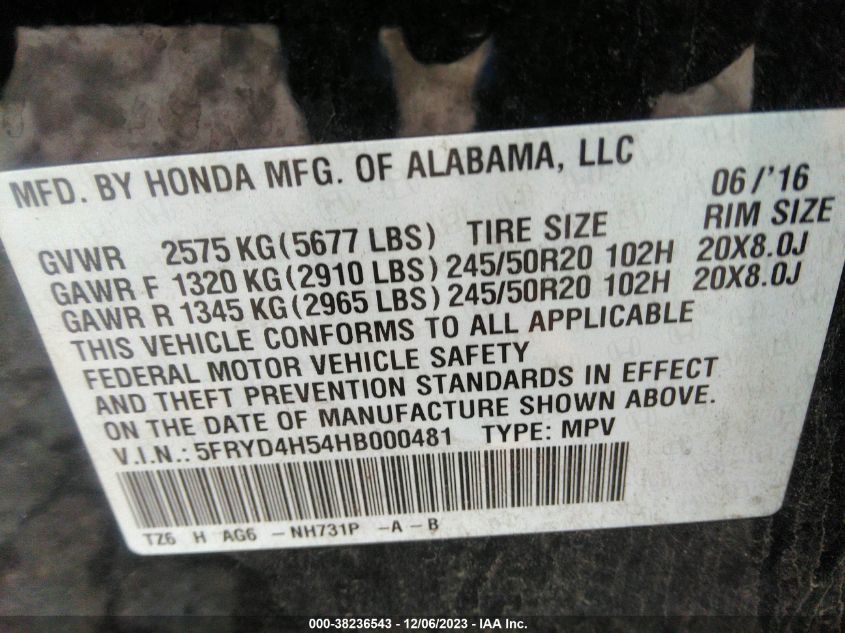 MFD. BY HONDA MFG. OF ALABAMA, LLC 06/'16
GVWR 2575 KG (5677 LBS) TIRE SIZE RIM SIZE
GAWR F 1320 KG (2910 LBS) 245/50R20 102H 20X8.0J
GAWR R 1345 KG (2965 LBS) 245/50R20 102H 20X8.0J
THIS VEHICLE CONFORMS TO ALL APPLICABLE
FEDERAL MOTOR VEHICLE SAFETY
AND THEFT PREVENTION STANDARDS IN EFFECT
ON THE DATE OF MANUFACTURE SHOWN ABOVE.
V.I.N.: 5FRYD4H54HB000481 TYPE: MPV
TZ6 H AG6 - NH731P - A - B
000-38236543 - 12/06/2023 - IAA Inc.